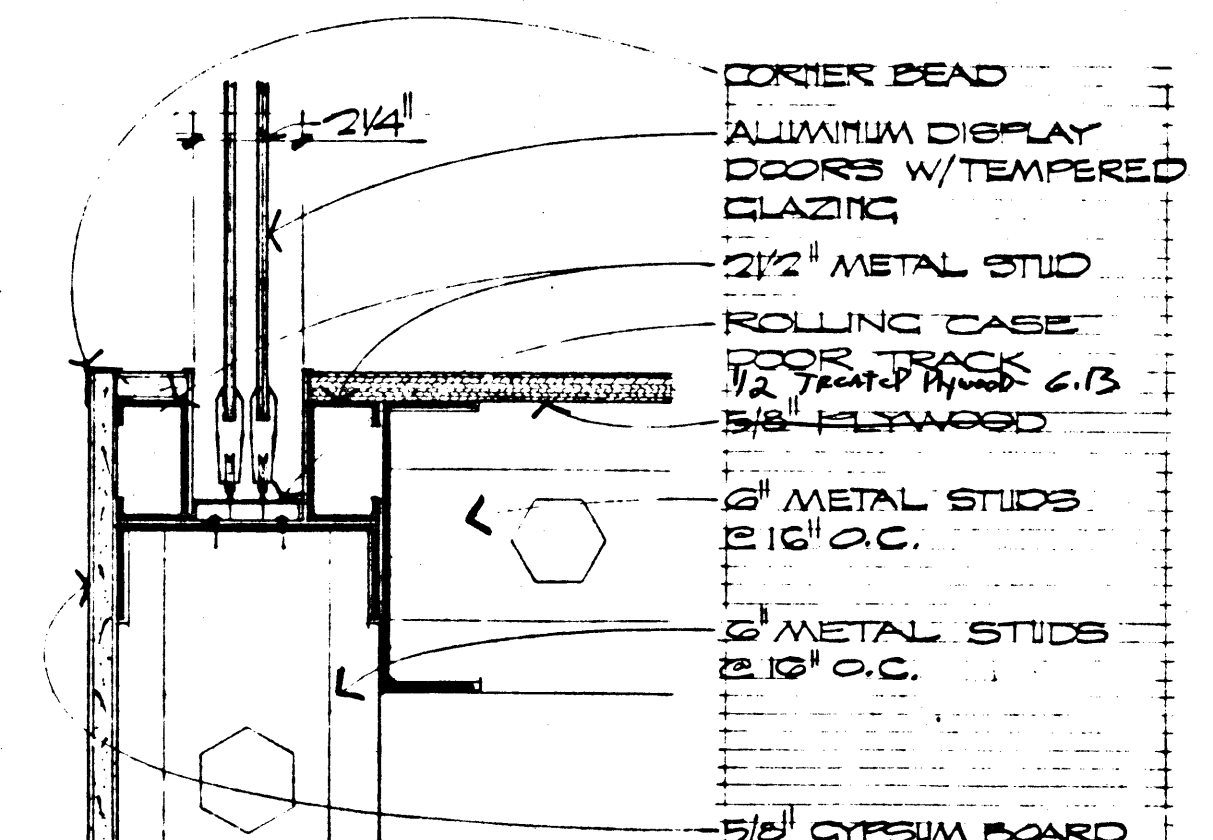 CORNER BEAD
2 1/4"
ALUMINUM DISPLAY
DOORS W/TEMPERED
GLAZING
2 1/2" METAL STUD
ROLLING CASE
DOOR TRACK
1/2 Treated Plywood- G.B
5/8" PLYWOOD
6" METAL STUDS
@ 16" O.C.
6" METAL STUDS
@ 16" O.C.
5/8" GYPSUM BOARD